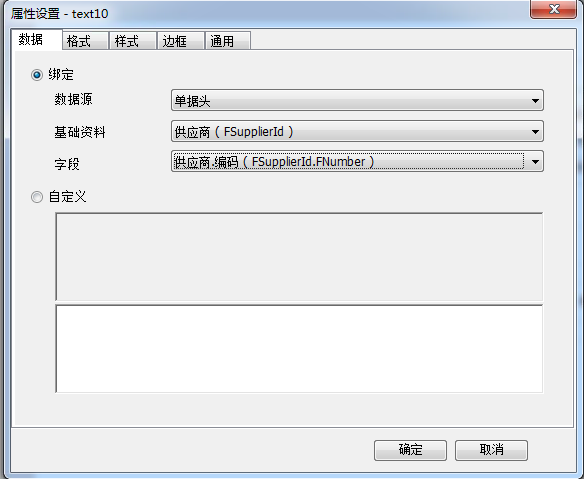 属性设置 - text10
数据 格式 样式 边框 通用
绑定
数据源 单据头
基础资料 供应商（FSupplierId）
字段 供应商.编码（FSupplierId.FNumber）
自定义
确定 取消